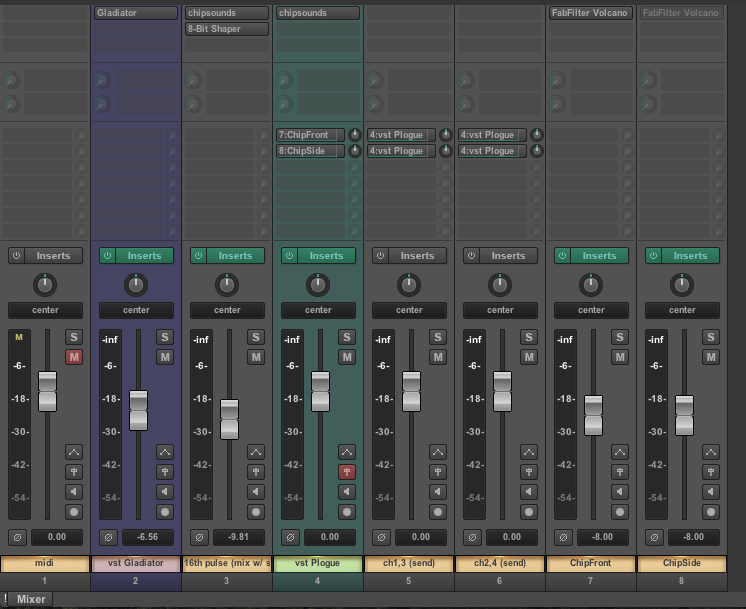 Gladiator chipsounds chipsounds FabFilter Volcano FabFilter Volcano
8-Bit Shaper
7:ChipFront 4:vst Plogue 4:vst Plogue
8:ChipSide 4:vst Plogue 4:vst Plogue
Inserts Inserts Inserts Inserts Inserts Inserts Inserts Inserts
center center center center center center center center
M S -inf S -inf S -inf S -inf S -inf S -inf S -inf S
-6- M -6- M -6- M -6- M -6- M -6- M -6- M -6- M
-18- -18- -18- -18- -18- -18- -18- -18-
-30- -30- -30- -30- -30- -30- -30- -30-
-42- -42- -42- -42- -42- -42- -42- -42-
-54- -54- -54- -54- -54- -54- -54- -54-
0.00 -6.56 -9.81 0.00 0.00 0.00 -8.00 -8.00
midi vst Gladiator 16th pulse (mix w/ s vst Plogue ch1,3 (send) ch2,4 (send) ChipFront ChipSide
1 2 3 4 5 6 7 8
! Mixer